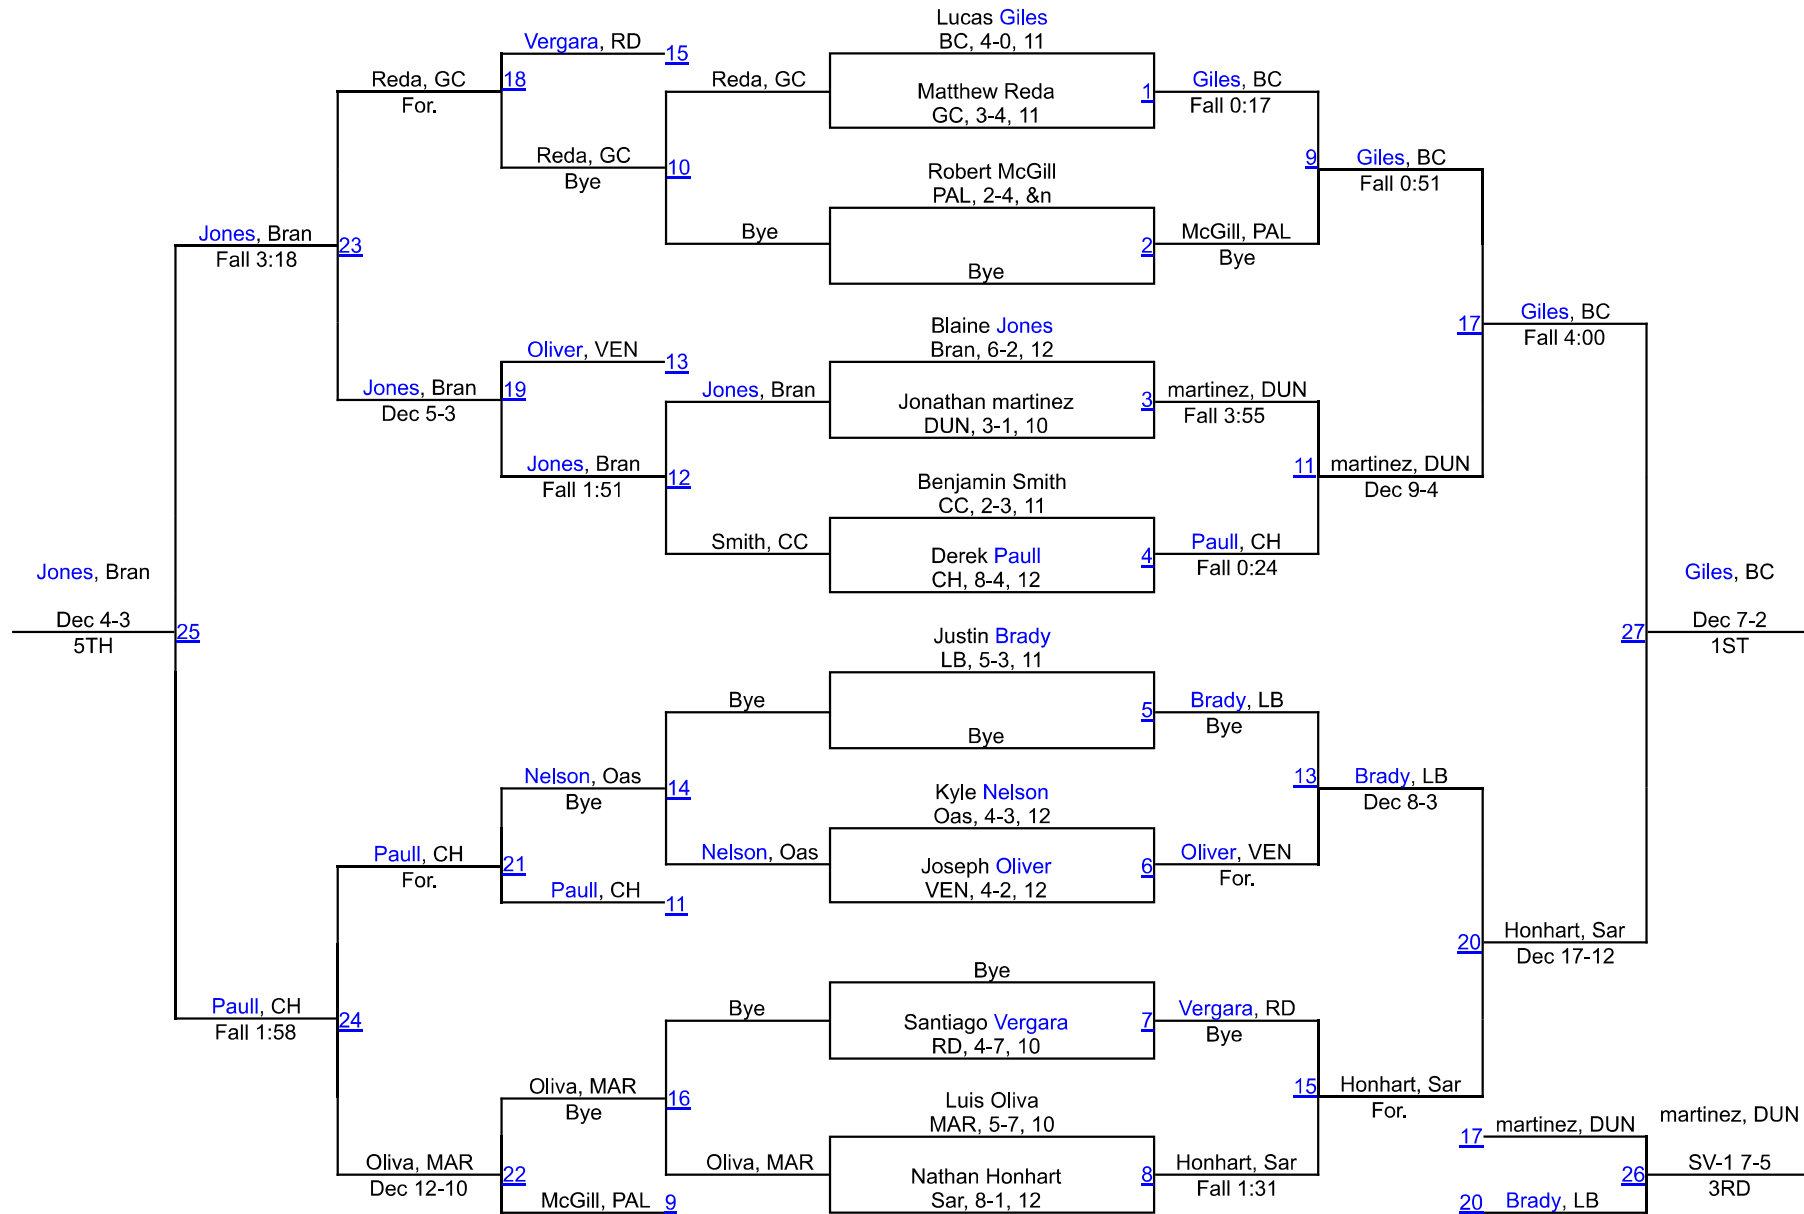 Lucas Giles
BC, 4-0, 11
Vergara, RD
15
Reda, GC
18
For.
Reda, GC
Matthew Reda
GC, 3-4, 11
1
Giles, BC
Fall 0:17
Reda, GC
Bye
10
Robert McGill
PAL, 2-4, &n
9
Giles, BC
Fall 0:51
Jones, Bran
Fall 3:18
23
Bye
2
Bye
McGill, PAL
Bye
Blaine Jones
Bran, 6-2, 12
17
Giles, BC
Fall 4:00
Oliver, VEN
13
Jones, Bran
Dec 5-3
19
Jones, Bran
Jonathan martinez
DUN, 3-1, 10
3
martinez, DUN
Fall 3:55
Jones, Bran
Fall 1:51
12
Benjamin Smith
CC, 2-3, 11
11
martinez, DUN
Dec 9-4
Smith, CC
Derek Paull
CH, 8-4, 12
4
Paull, CH
Fall 0:24
Jones, Bran
Dec 4-3
5TH
25
Justin Brady
LB, 5-3, 11
27
Giles, BC
Dec 7-2
1ST
Bye
5
Bye
Brady, LB
Bye
Nelson, Oas
Bye
14
Kyle Nelson
Oas, 4-3, 12
13
Brady, LB
Dec 8-3
Paull, CH
For.
21
Nelson, Oas
Joseph Oliver
VEN, 4-2, 12
6
Oliver, VEN
For.
Paull, CH
11
20
Honhart, Sar
Dec 17-12
Bye
Paull, CH
Fall 1:58
24
Bye
Santiago Vergara
RD, 4-7, 10
7
Vergara, RD
Bye
Oliva, MAR
Bye
16
Luis Oliva
MAR, 5-7, 10
15
Honhart, Sar
For.
17
martinez, DUN
martinez, DUN
Oliva, MAR
Dec 12-10
22
Oliva, MAR
Nathan Honhart
Sar, 8-1, 12
8
Honhart, Sar
Fall 1:31
26
SV-1 7-5
3RD
McGill, PAL
9
20
Brady, LB